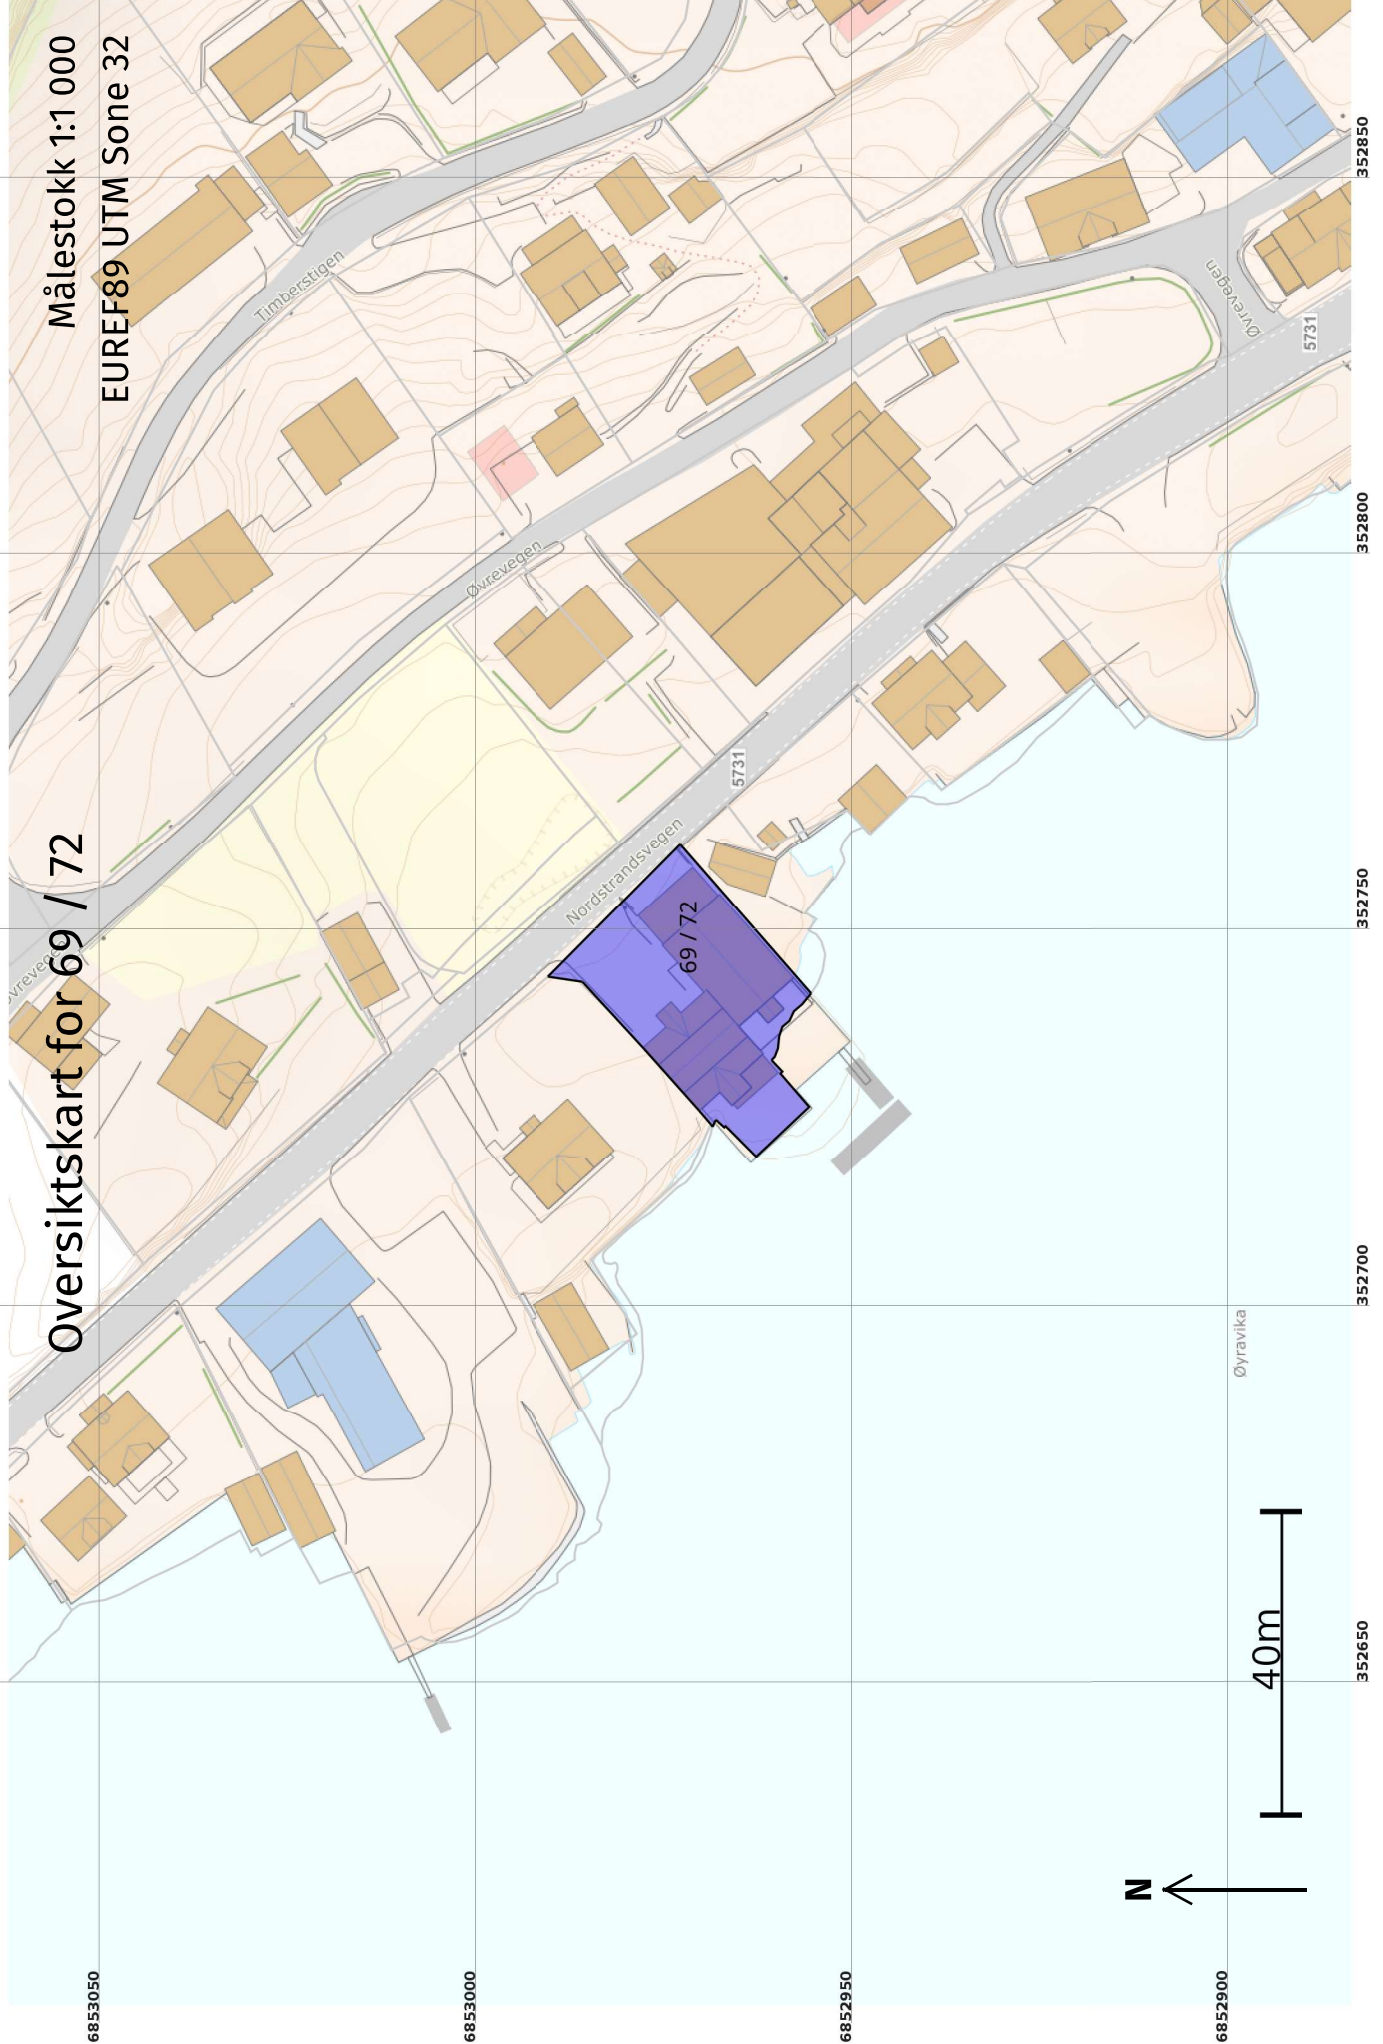 Oversiktskart for 69 / 72
Målestokk 1:1 000
EUREF89 UTM Sone 32
Timberstigen
Øvrevegen
Øvrevegen
Øvrevegen
Nordstrandsvegen
5731
5731
69 / 72
Øyravika
N
40m
6853050
6853000
6852950
6852900
352650
352700
352750
352800
352850